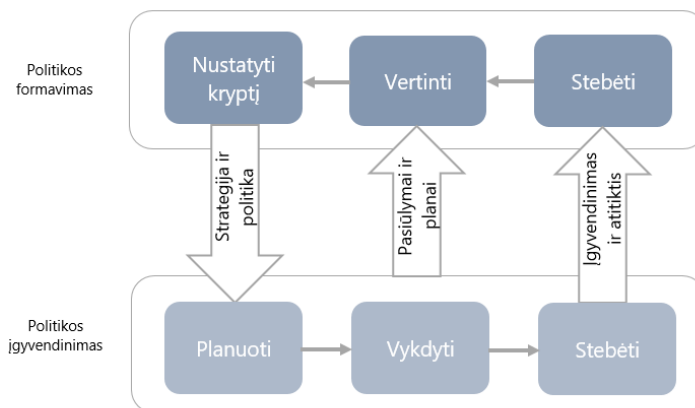 Politikos
formavimas
Nustatyti
kryptį
Vertinti
Stebėti
Strategija ir
politika
Pasiūlymai ir
planai
Įgyvendinimas
ir atitiktis
Politikos
įgyvendinimas
Planuoti
Vykdyti
Stebėti